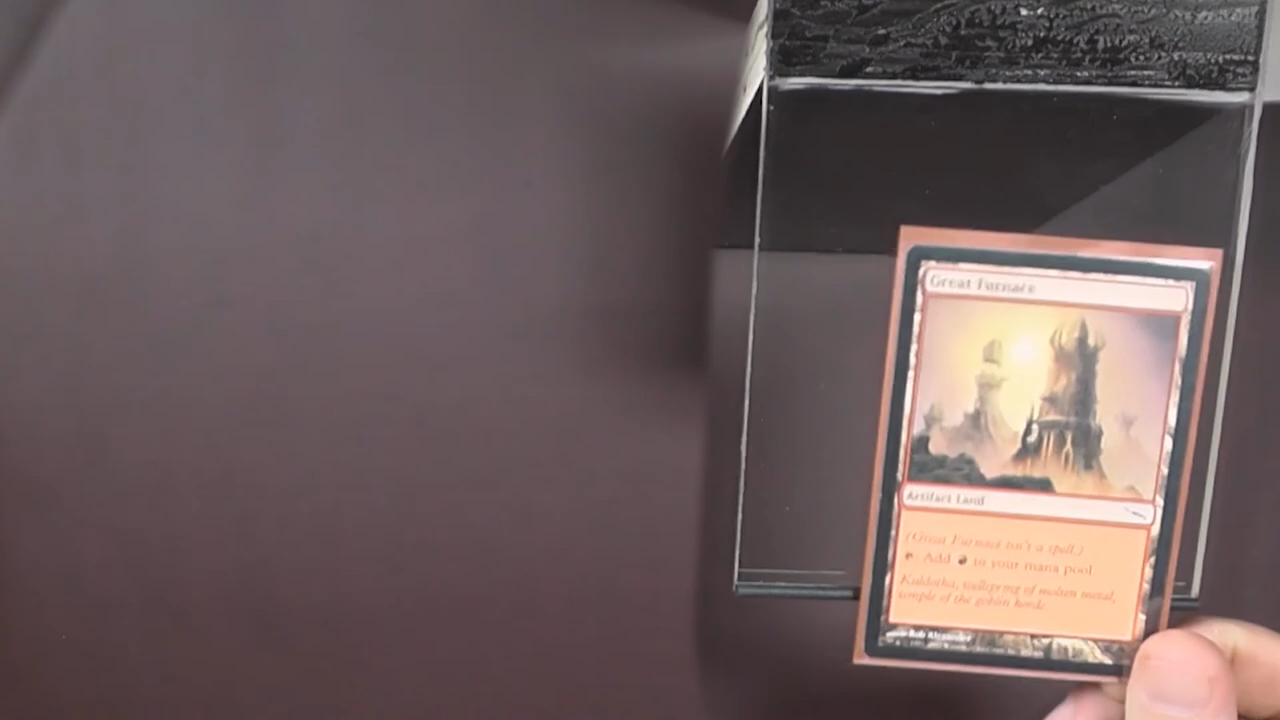 Great Furnace
Artifact Land
(Great Furnace isn't a spell.)
: Add to your mana pool
Kuldotha, wellspring of molten metal,
temple of the goblin horde.
Rob Alexander